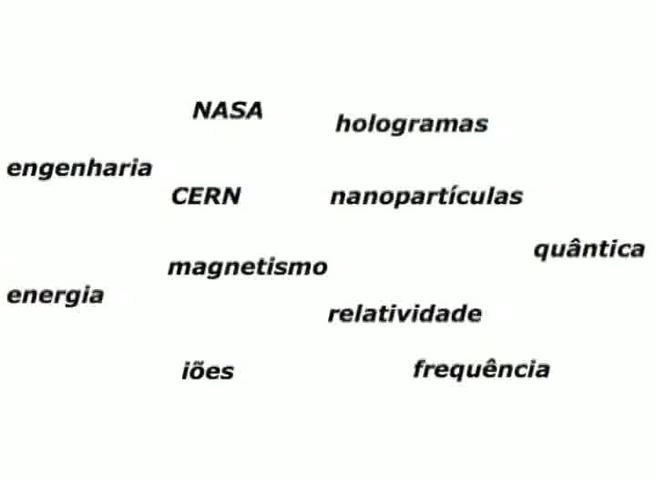 NASA
hologramas
engenharia
CERN
nanopartículas
quântica
magnetismo
energia
relatividade
iões
frequência